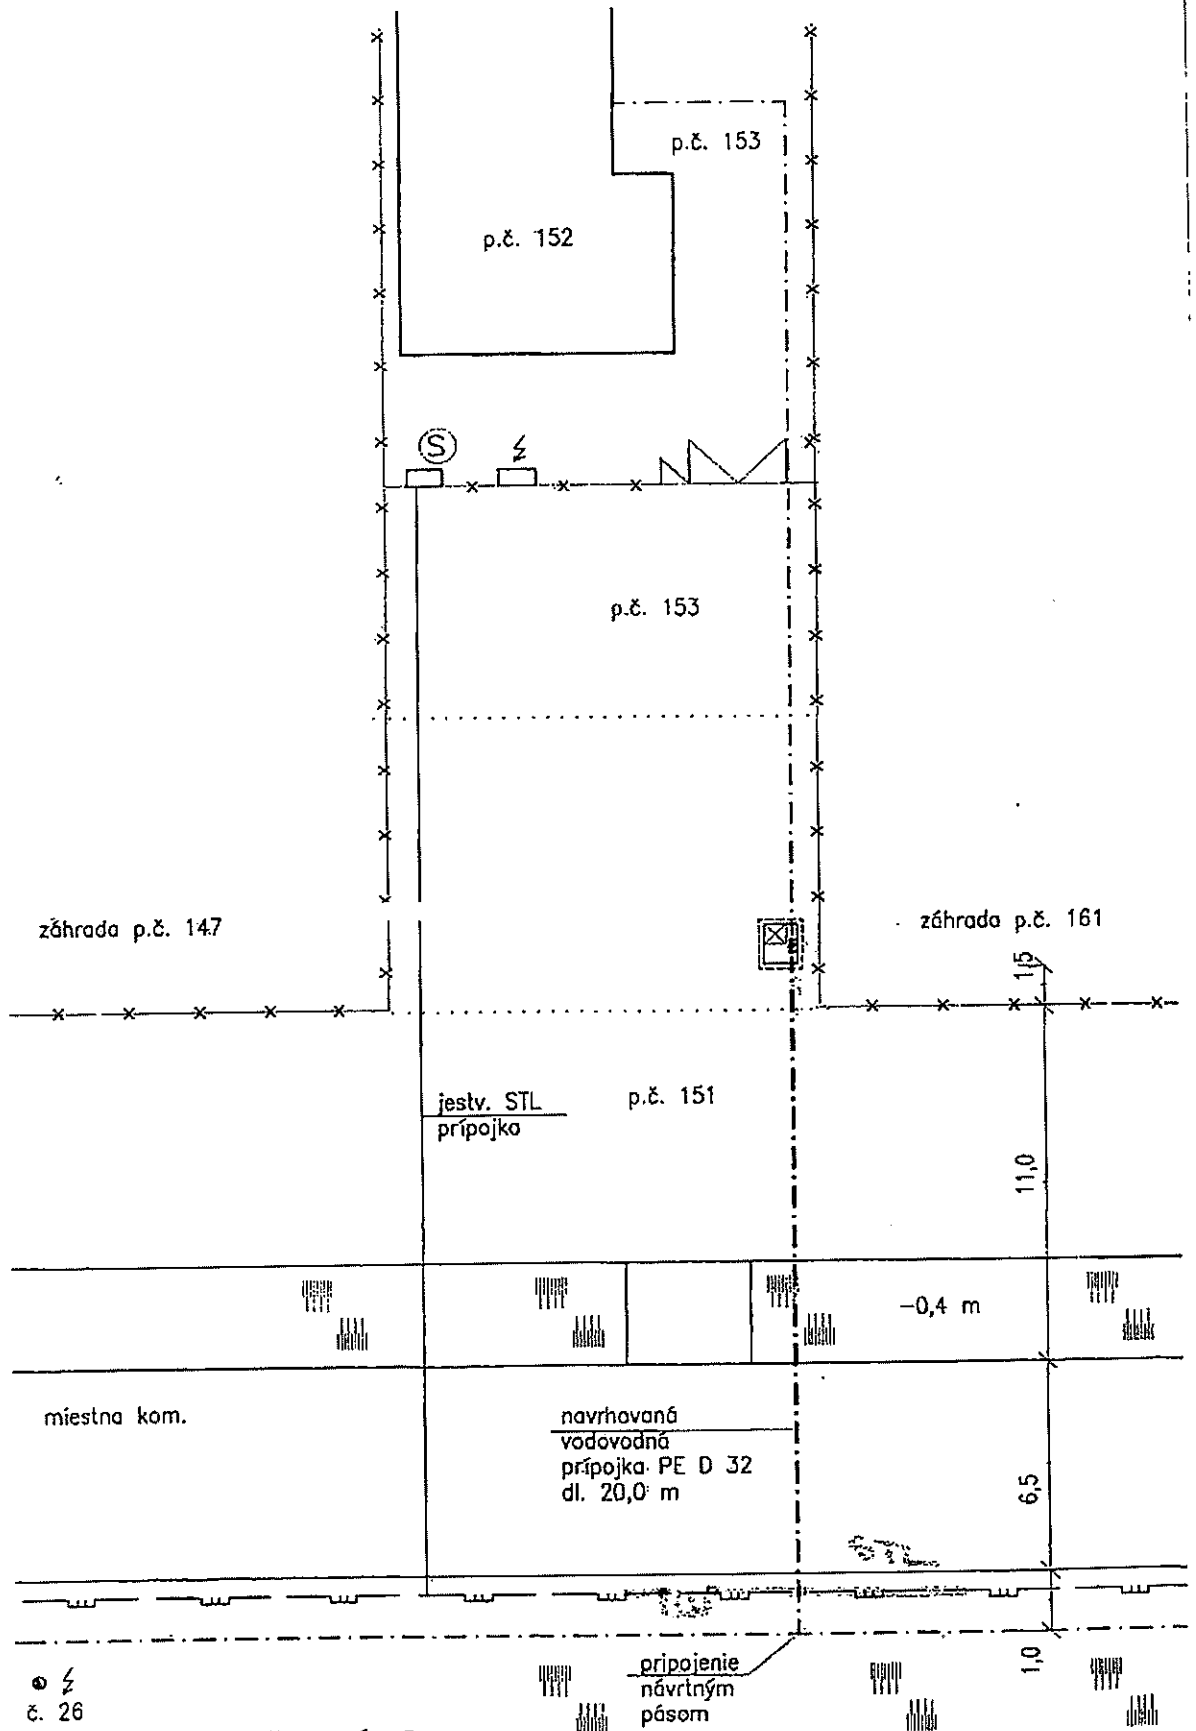 p.č. 153
p.č. 152
S
p.č. 153
záhrada p.č. 147
záhrada p.č. 161
1,5
jestv. STL
prípojka
p.č. 151
11,0
-0,4 m
miestna kom.
navrhovaná
vodovodná
prípojka PE D 32
dl. 20,0 m
6,5
STL
pripojenie
návrtným
pásom
1,0
č. 26